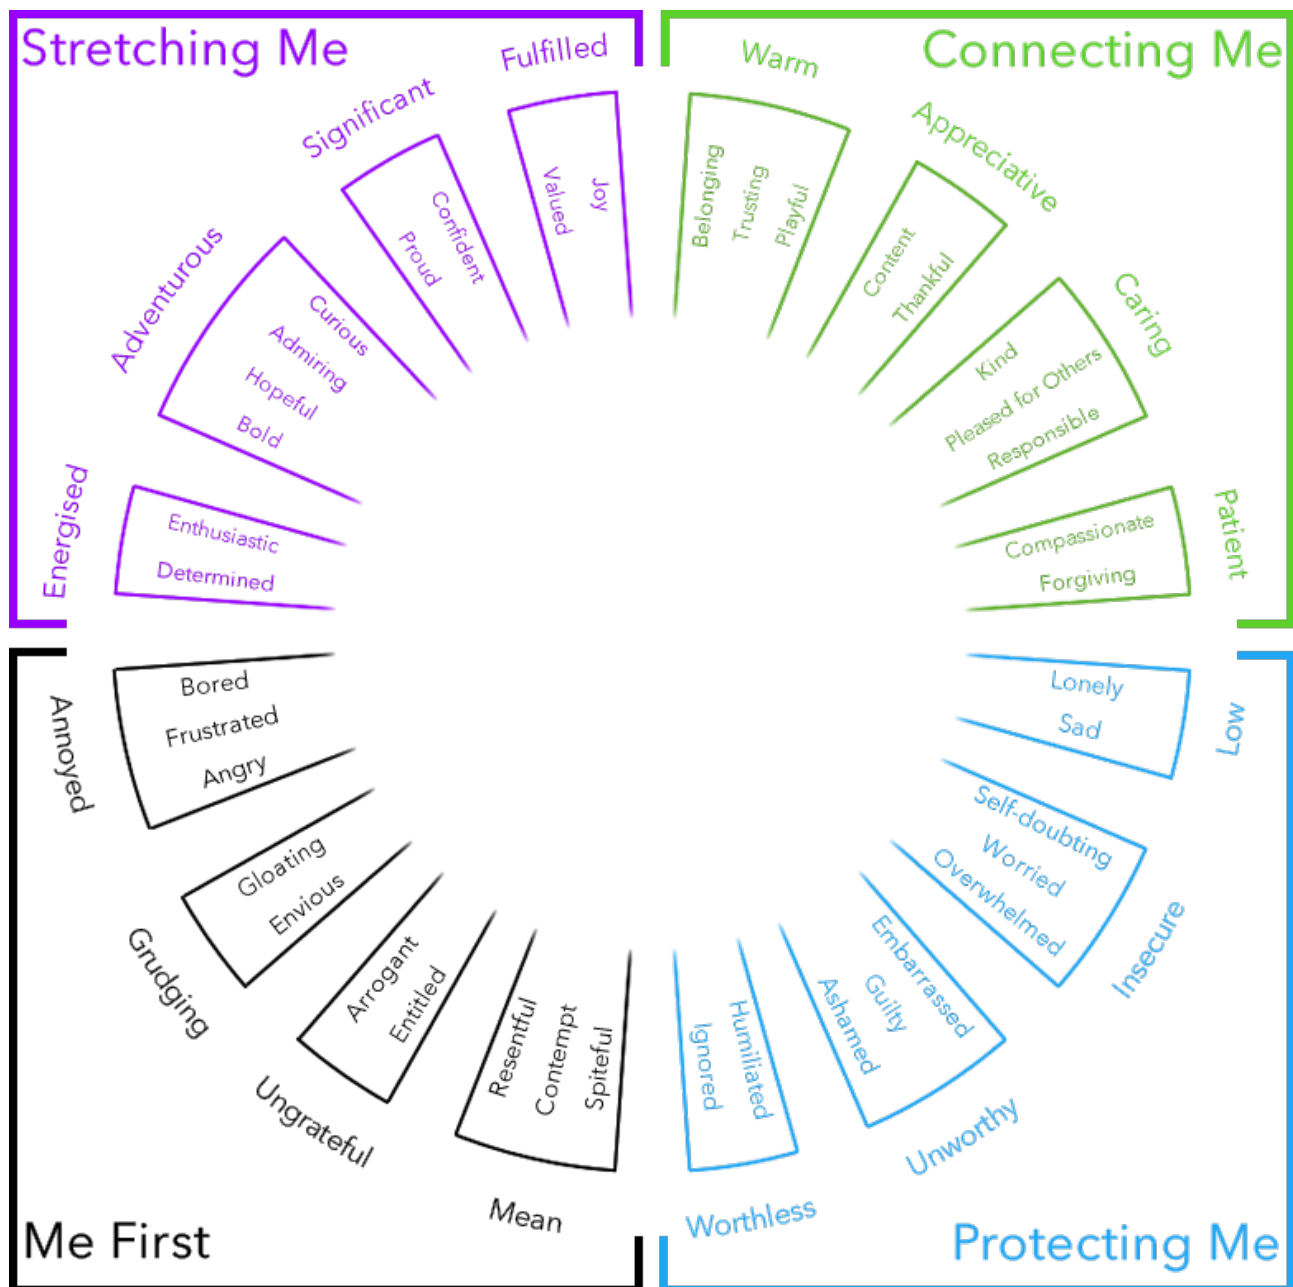 Stretching Me
Fulfilled
Valued
Joy
Significant
Proud
Confident
Adventurous
Curious
Admiring
Hopeful
Bold
Energised
Enthusiastic
Determined
Connecting Me
Warm
Belonging
Trusting
Playful
Appreciative
Content
Thankful
Caring
Kind
Pleased for Others
Responsible
Patient
Compassionate
Forgiving
Annoyed
Bored
Frustrated
Angry
Grudging
Gloating
Envious
Ungrateful
Arrogant
Entitled
Mean
Resentful
Contempt
Spiteful
Me First
Low
Lonely
Sad
Insecure
Self-doubting
Worried
Overwhelmed
Unworthy
Embarrassed
Guilty
Ashamed
Worthless
Humiliated
Ignored
Protecting Me